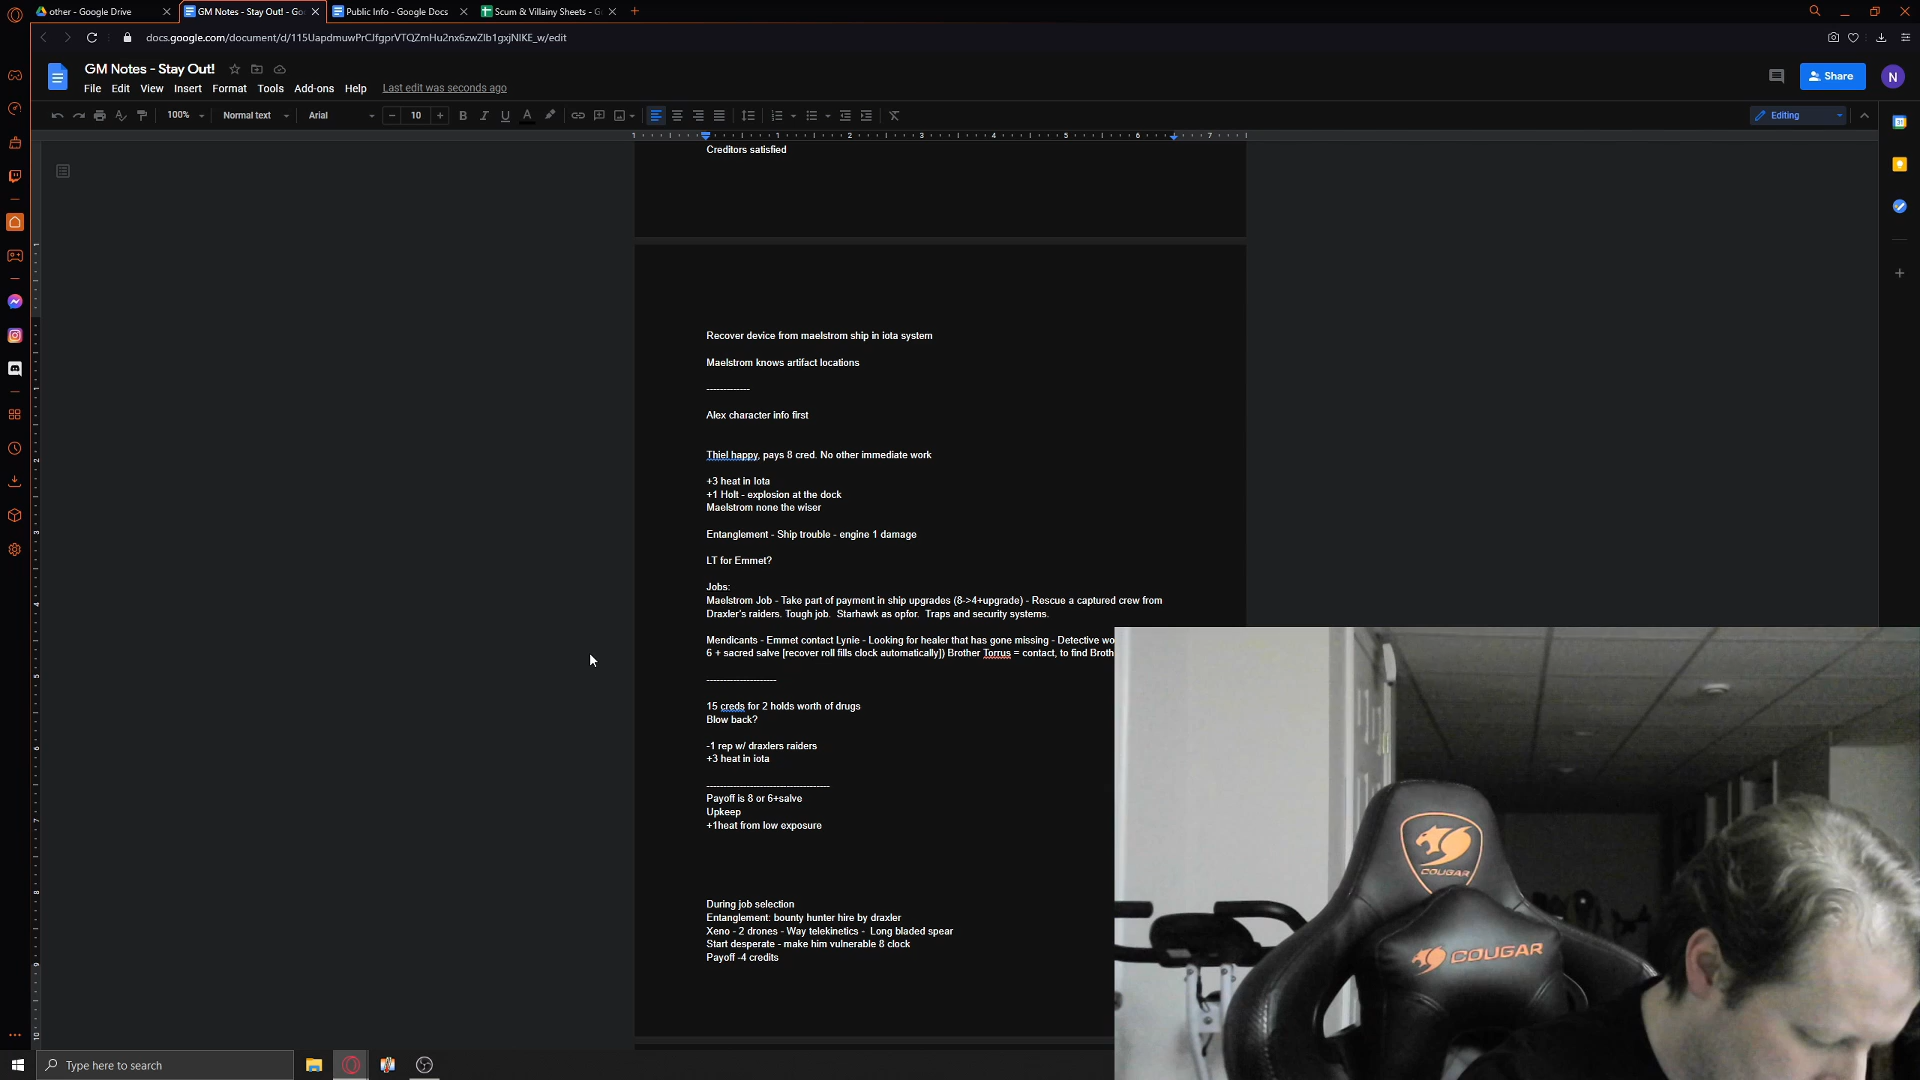 other - Google Drive
GM Notes - Stay Out! - Go
Public Info - Google Docs
Scum & Villainy Sheets - G
docs.google.com/document/d/115UapdmuwPrCJfgprVTQZmHu2nx6zwZIb1gxjNIKE_w/edit
GM Notes - Stay Out!
File Edit View Insert Format Tools Add-ons Help Last edit was seconds ago
Share
N
100% Normal text Arial 10 B I U A
Editing
1 1 2 3 4 5 6 7
Creditors satisfied
Recover device from maelstrom ship in iota system
Maelstrom knows artifact locations
-------------
Alex character info first
Thiel happy, pays 8 cred. No other immediate work
+3 heat in Iota
+1 Holt - explosion at the dock
Maelstrom none the wiser
Entanglement - Ship trouble - engine 1 damage
LT for Emmet?
Jobs:
Maelstrom Job - Take part of payment in ship upgrades (8->4+upgrade) - Rescue a captured crew from
Draxler's raiders. Tough job. Starhawk as opfor. Traps and security systems.
Mendicants - Emmet contact Lynie - Looking for healer that has gone missing - Detective wo
6 + sacred salve [recover roll fills clock automatically]) Brother Torrus = contact, to find Broth
---------------------
15 creds for 2 holds worth of drugs
Blow back?
-1 rep w/ draxlers raiders
+3 heat in iota
-------------------------------------
Payoff is 8 or 6+salve
Upkeep
+1heat from low exposure
During job selection
Entanglement: bounty hunter hire by draxler
Xeno - 2 drones - Way telekinetics - Long bladed spear
Start desperate - make him vulnerable 8 clock
Payoff -4 credits
COUGAR
COUGAR
Type here to search